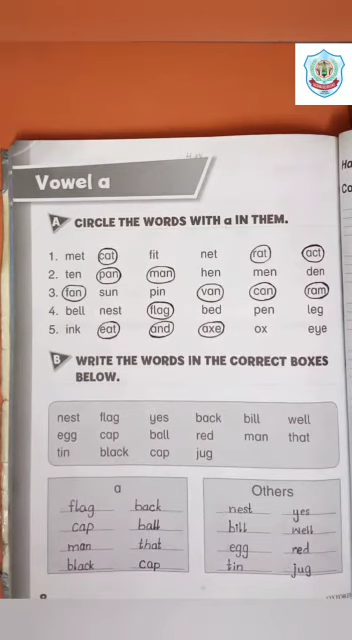 Ha
Vowel a
Ca
A CIRCLE THE WORDS WITH a IN THEM.
1. met cat fit net rat act
2. ten pan man hen men den
3. fan sun pin van can ram
4. bell nest flag bed pen leg
5. ink eat and axe ox eye
B WRITE THE WORDS IN THE CORRECT BOXES
BELOW.
nest flag yes back bill well
egg cap ball red man that
tin black cap jug
a
flag back
cap ball
man that
black cap
Others
nest yes
bill well
egg red
tin jug